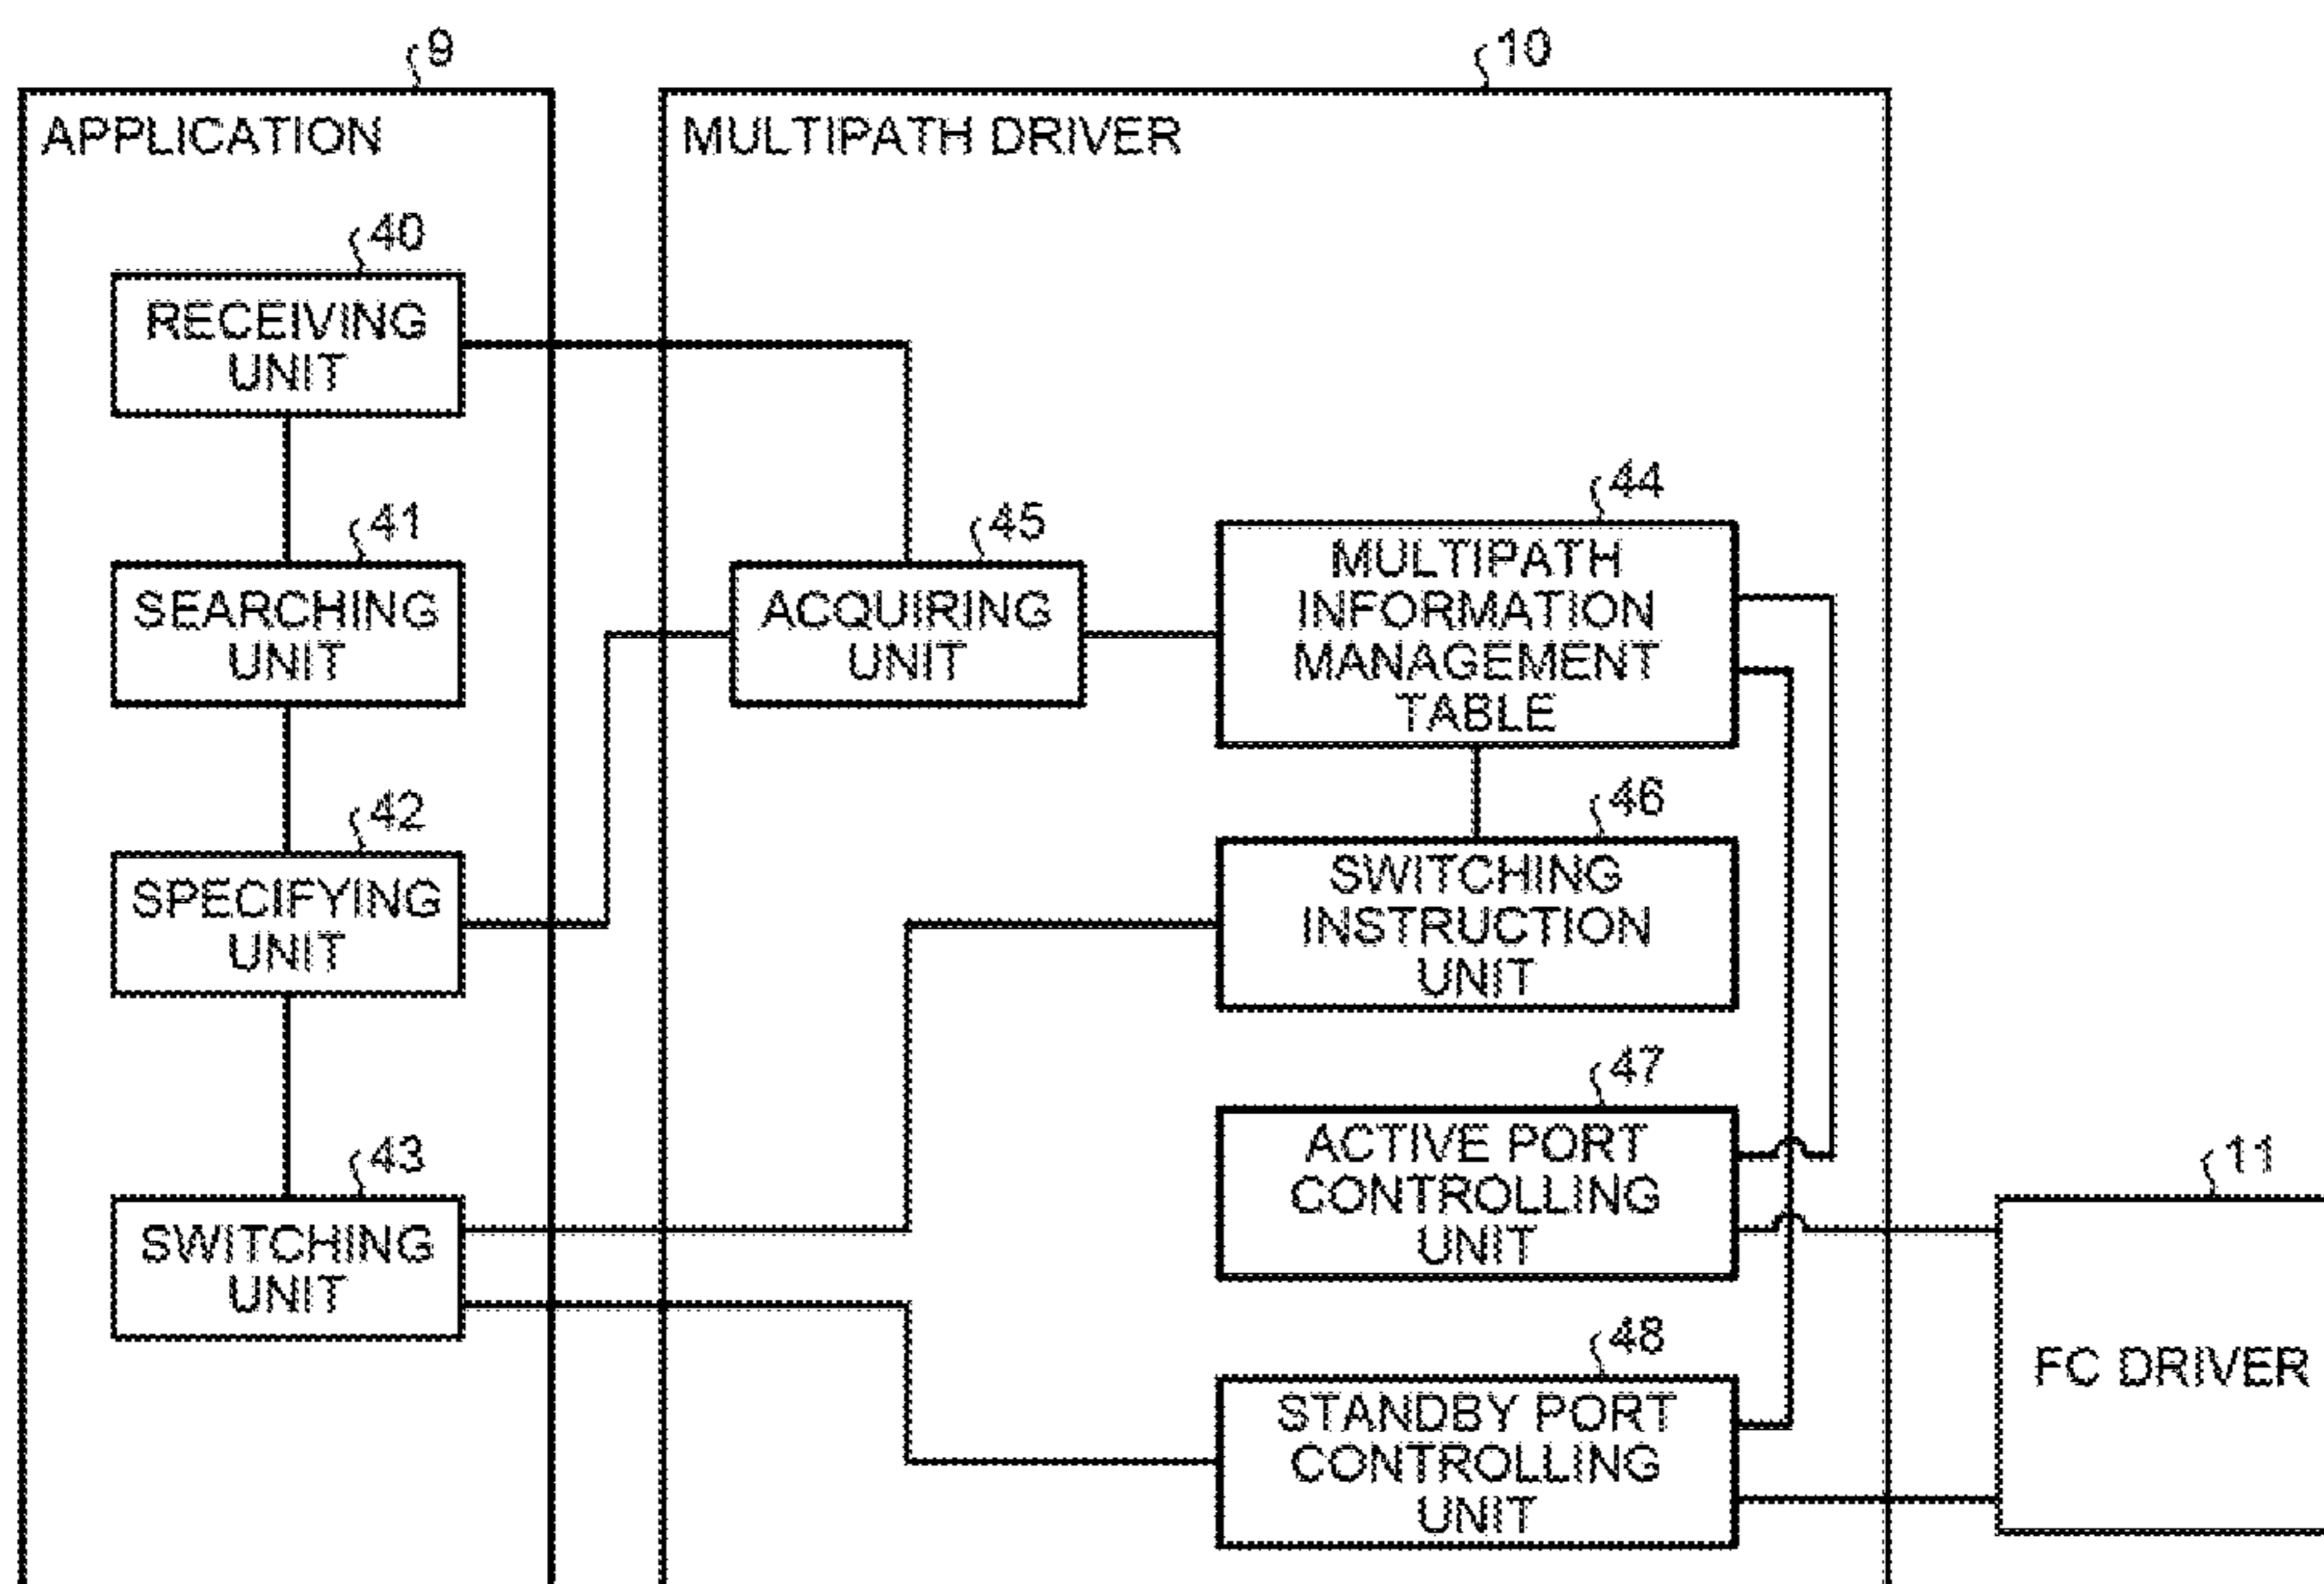 9
10
APPLICATION
MULTIPATH DRIVER
40
RECEIVING
UNIT
41
SEARCHING
UNIT
45
ACQUIRING
UNIT
44
MULTIPATH
INFORMATION
MANAGEMENT
TABLE
42
SPECIFYING
UNIT
46
SWITCHING
INSTRUCTION
UNIT
43
SWITCHING
UNIT
47
ACTIVE PORT
CONTROLLING
UNIT
11
FC DRIVER
48
STANDBY PORT
CONTROLLING
UNIT